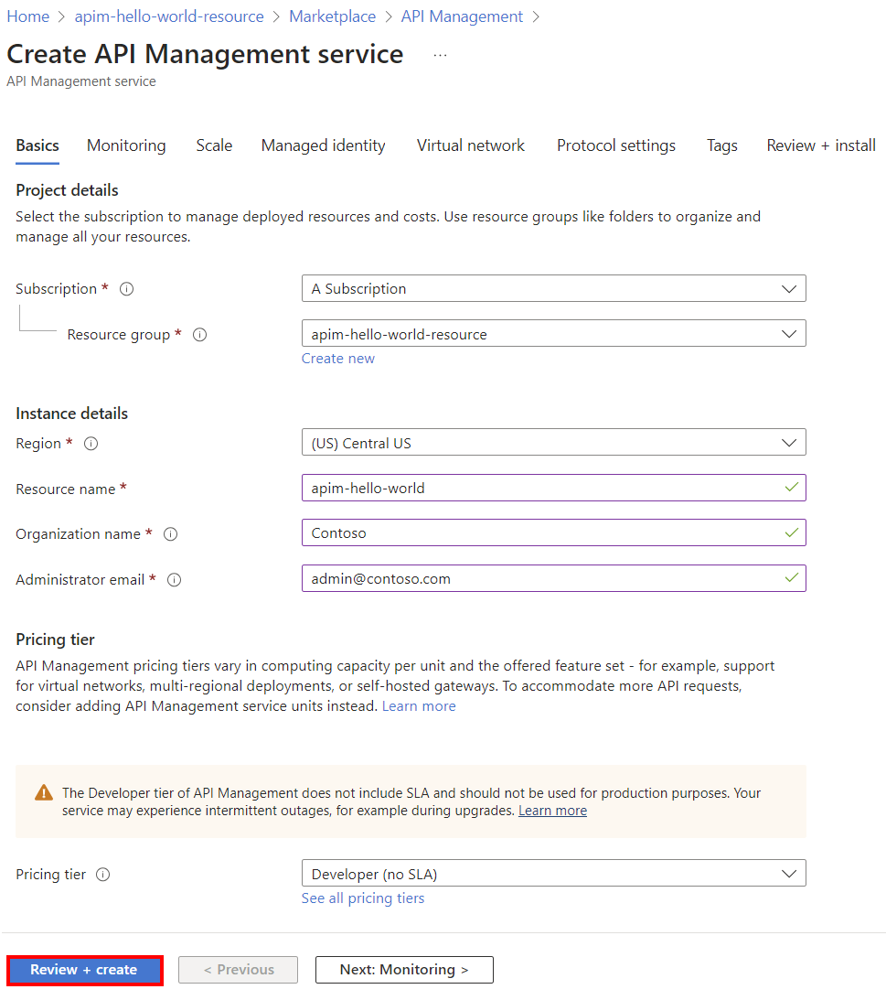 Home > apim-hello-world-resource > Marketplace > API Management >
Create API Management service ...
API Management service
Basics Monitoring Scale Managed identity Virtual network Protocol settings Tags Review + install
Project details
Select the subscription to manage deployed resources and costs. Use resource groups like folders to organize and
manage all your resources.
Subscription * A Subscription
Resource group * apim-hello-world-resource
Create new
Instance details
Region * (US) Central US
Resource name * apim-hello-world
Organization name * Contoso
Administrator email * admin@contoso.com
Pricing tier
API Management pricing tiers vary in computing capacity per unit and the offered feature set - for example, support
for virtual networks, multi-regional deployments, or self-hosted gateways. To accommodate more API requests,
consider adding API Management service units instead. Learn more
The Developer tier of API Management does not include SLA and should not be used for production purposes. Your
service may experience intermittent outages, for example during upgrades. Learn more
Pricing tier Developer (no SLA)
See all pricing tiers
Review + create < Previous Next: Monitoring >